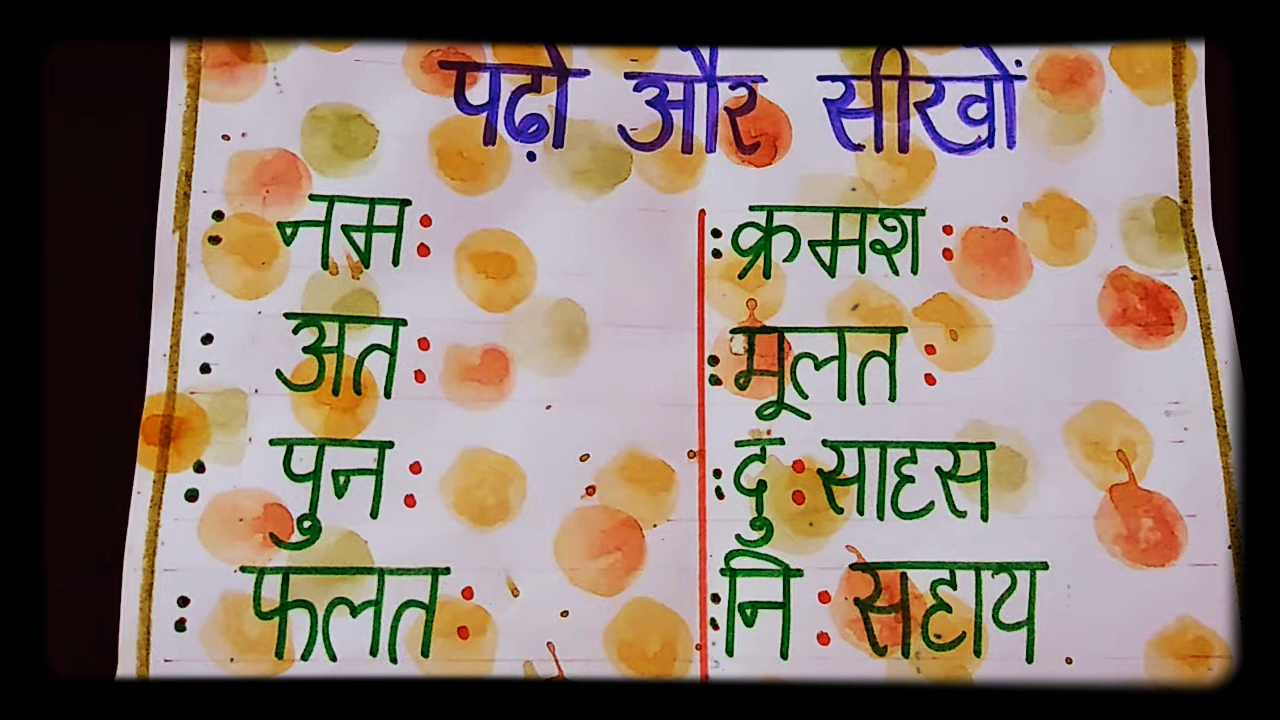 पढ़ो और सीखों
: नमः
: अतः
: पुनः
: फलतः
: क्रमशः
: मूलतः
: दुःसाहस
: निःसहाय